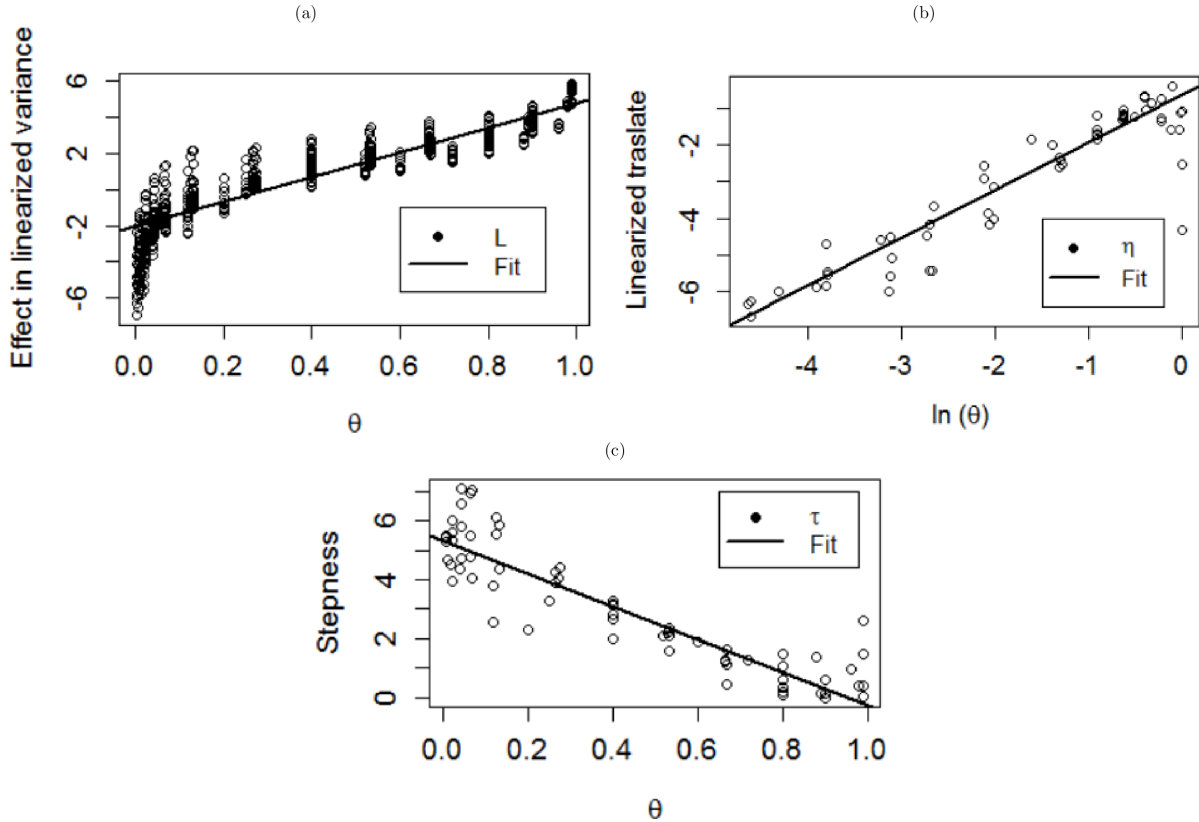 (a)
Effect in linearized variance
6
2
-2
-6
L
Fit
0.0 0.2 0.4 0.6 0.8 1.0
θ
(b)
Linearized traslate
-2
-4
-6
η
Fit
-4 -3 -2 -1 0
ln (θ)
(c)
Stepness
6
4
2
0
τ
Fit
0.0 0.2 0.4 0.6 0.8 1.0
θ